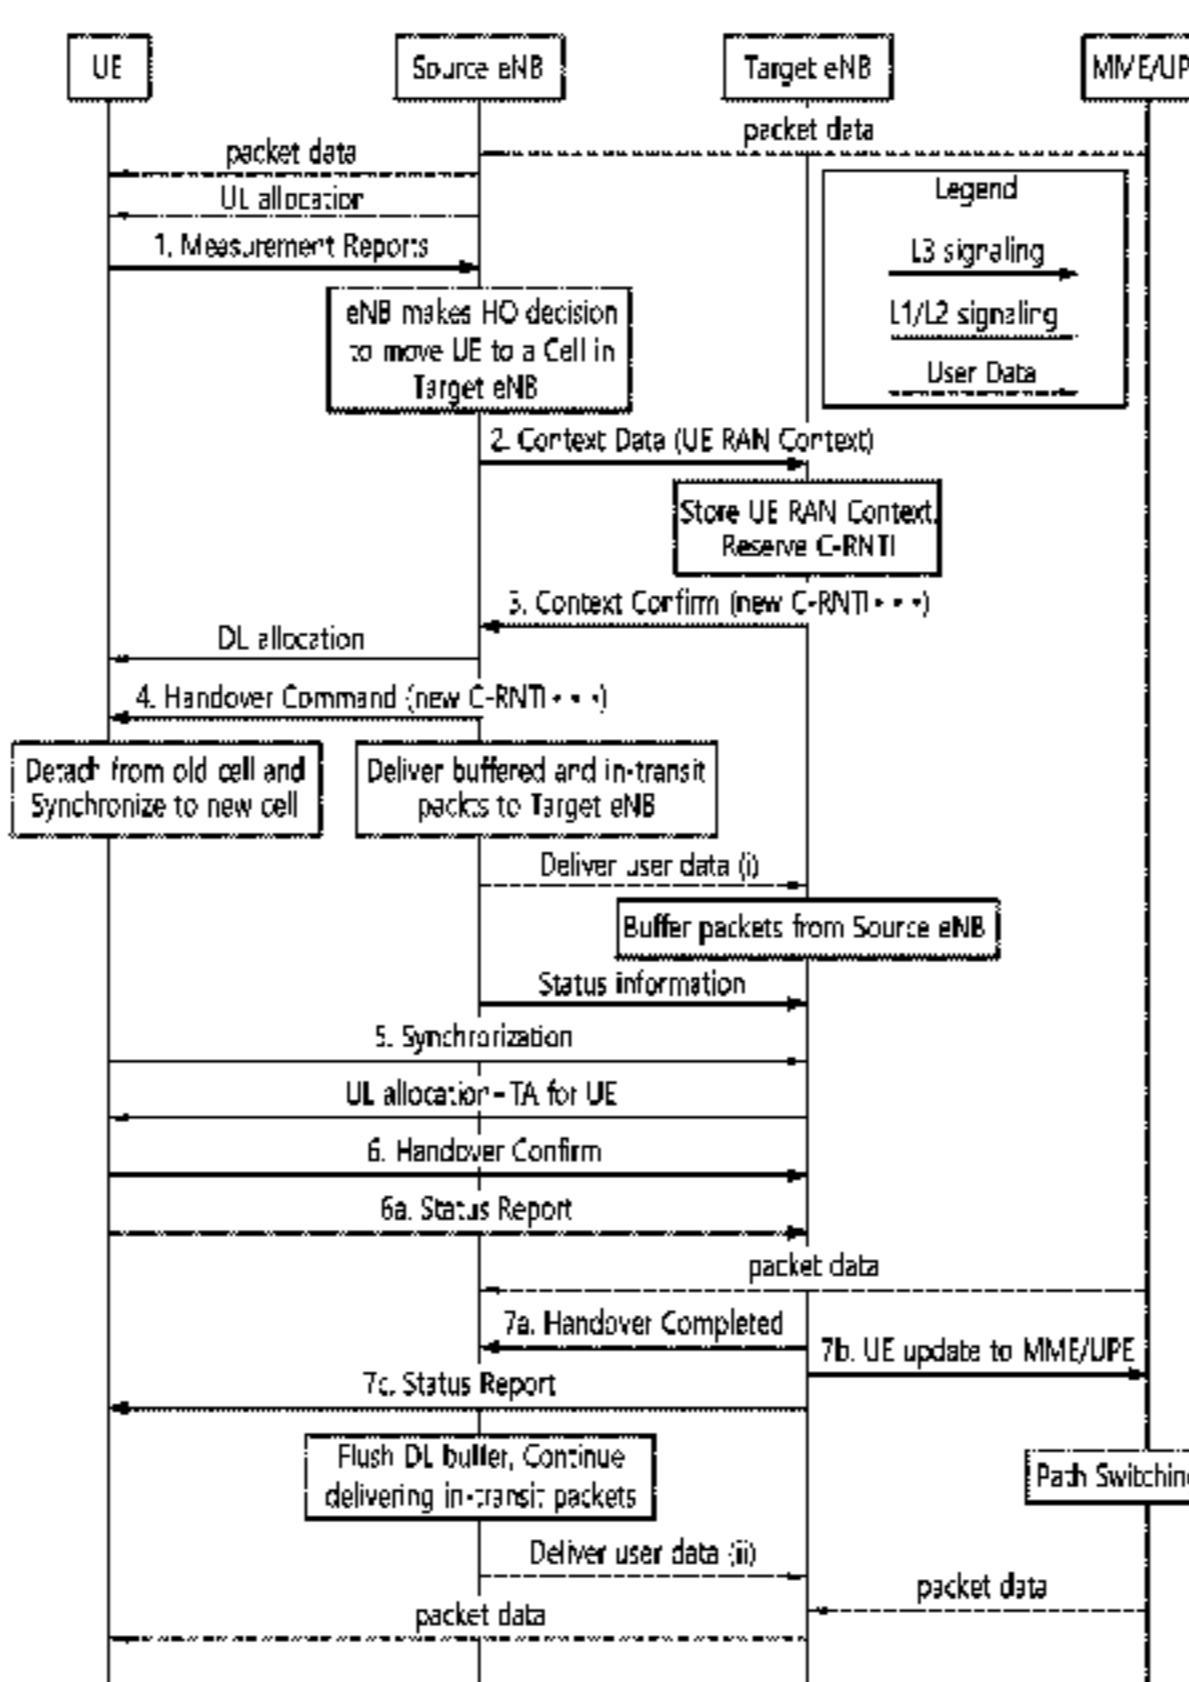 UE
Source eNB
Target eNB
MME/UP
packet data
packet data
UL allocation
Legend
1. Measurement Reports
L3 signaling
eNB makes HO decision
to move UE to a Cell in
Target eNB
L1/L2 signaling
User Data
2. Context Data (UE RAN Context)
Store UE RAN Context.
Reserve C-RNTI
3. Context Confirm (new C-RNTI・・・)
DL allocation
4. Handover Command (new C-RNTI・・・)
Detach from old cell and
Synchronize to new cell
Deliver buffered and in-transit
packts to Target eNB
Deliver user data (i)
Buffer packets from Source eNB
Status information
5. Synchronization
UL allocation-TA for UE
6. Handover Confirm
6a. Status Report
packet data
7a. Handover Completed
7b. UE update to MME/UPE
7c. Status Report
Flush DL buffer, Continue
delivering in-transit packets
Path Switching
Deliver user data (ii)
packet data
packet data